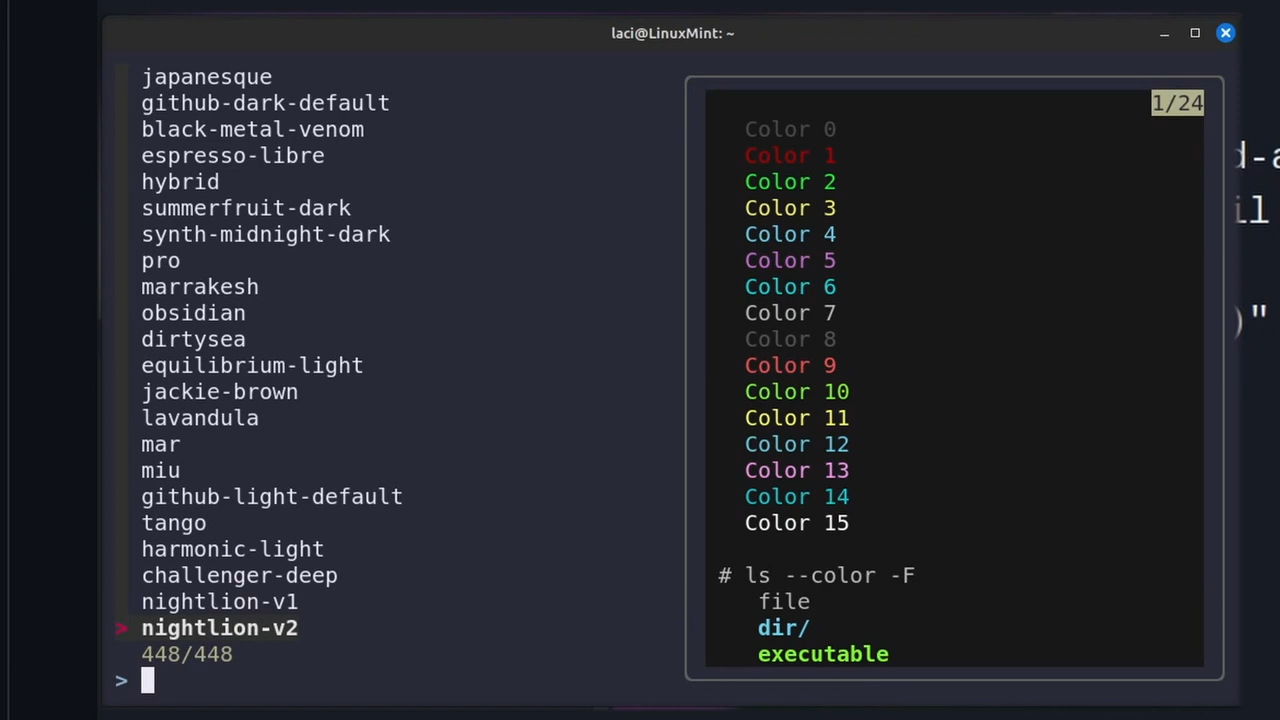 laci@LinuxMint: ~
japanesque
github-dark-default
black-metal-venom
espresso-libre
hybrid
summerfruit-dark
synth-midnight-dark
pro
marrakesh
obsidian
dirtysea
equilibrium-light
jackie-brown
lavandula
mar
miu
github-light-default
tango
harmonic-light
challenger-deep
nightlion-v1
> nightlion-v2
448/448
>
1/24
Color 0
Color 1
Color 2
Color 3
Color 4
Color 5
Color 6
Color 7
Color 8
Color 9
Color 10
Color 11
Color 12
Color 13
Color 14
Color 15
# ls --color -F
file
dir/
executable
)"